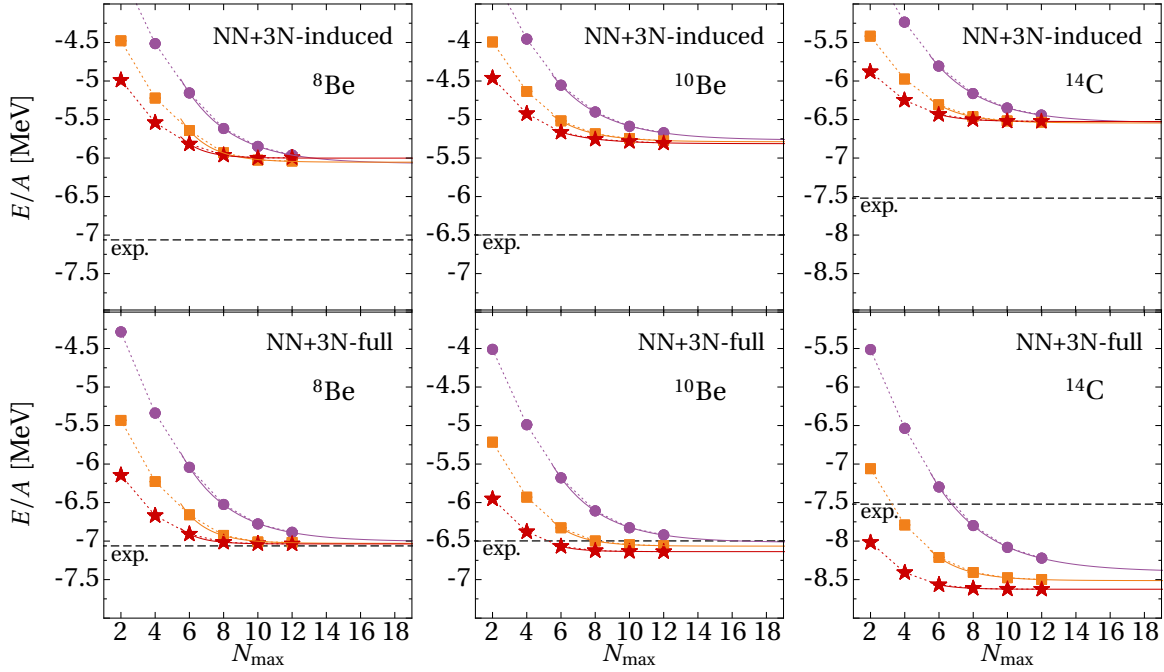 E/A [MeV]
-4.5
-5
-5.5
-6
-6.5
-7
-7.5
NN+3N-induced
⁸Be
exp.
-4
-4.5
-5
-5.5
-6
-6.5
-7
NN+3N-induced
¹⁰Be
exp.
-5.5
-6
-6.5
-7
-7.5
-8
-8.5
NN+3N-induced
¹⁴C
exp.
E/A [MeV]
-4.5
-5
-5.5
-6
-6.5
-7
-7.5
NN+3N-full
⁸Be
exp.
2 4 6 8 10 12 14 16 18
N_max
-4
-4.5
-5
-5.5
-6
-6.5
-7
NN+3N-full
¹⁰Be
exp.
2 4 6 8 10 12 14 16 18
N_max
-5.5
-6
-6.5
-7
-7.5
-8
-8.5
NN+3N-full
¹⁴C
exp.
2 4 6 8 10 12 14 16 18
N_max